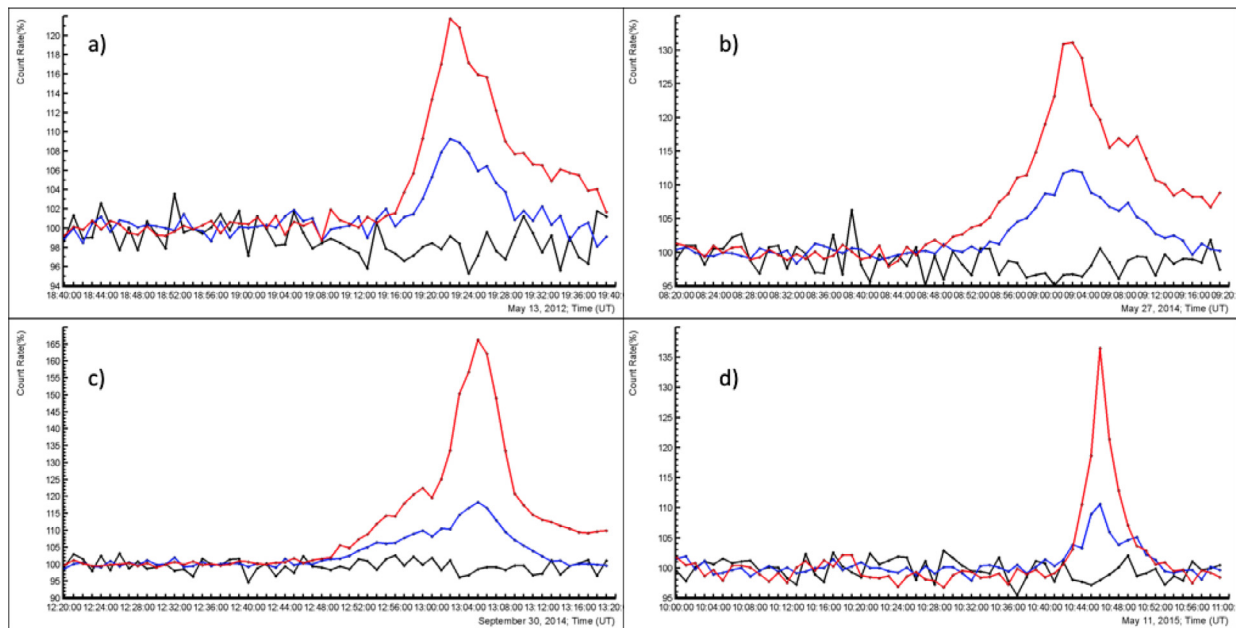 Count Rate(%)
a)
120
118
116
114
112
110
108
106
104
102
100
98
96
94
18:40:00 18:44:00 18:48:00 18:52:00 18:56:00 19:00:00 19:04:00 19:08:00 19:12:00 19:16:00 19:20:00 19:24:00 19:28:00 19:32:00 19:36:00 19:40:
May 13, 2012; Time (UT)
Count Rate(%)
b)
130
125
120
115
110
105
100
95
08:20:00 08:24:00 08:28:00 08:32:00 08:36:00 08:40:00 08:44:00 08:48:00 08:52:00 08:56:00 09:00:00 09:04:00 09:08:00 09:12:00 09:16:00 09:20:
May 27, 2014; Time (UT)
Count Rate(%)
c)
165
160
155
150
145
140
135
130
125
120
115
110
105
100
95
90
12:20:00 12:24:00 12:28:00 12:32:00 12:36:00 12:40:00 12:44:00 12:48:00 12:52:00 12:56:00 13:00:00 13:04:00 13:08:00 13:12:00 13:16:00 13:20:
September 30, 2014; Time (UT)
Count Rate(%)
d)
135
130
125
120
115
110
105
100
95
10:00:00 10:04:00 10:08:00 10:12:00 10:16:00 10:20:00 10:24:00 10:28:00 10:32:00 10:36:00 10:40:00 10:44:00 10:48:00 10:52:00 10:56:00 11:00:
May 11, 2015; Time (UT)